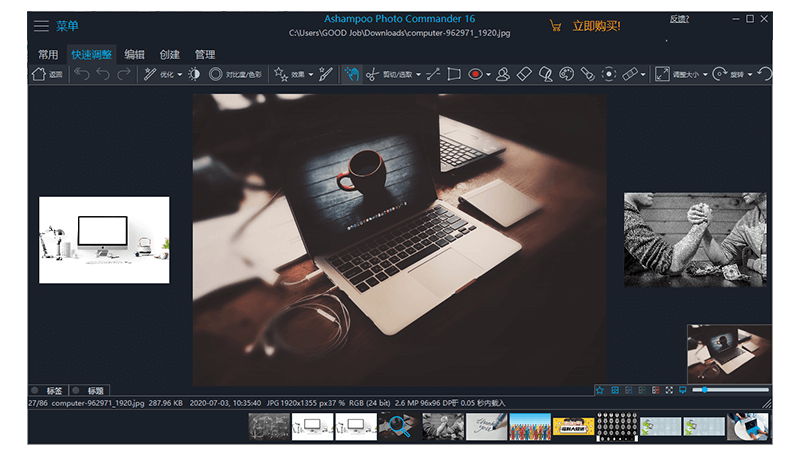 菜单
Ashampoo Photo Commander 16
C:\Users\GOOD Job\Downloads\computer-962971_1920.jpg
立即购买!
反馈?
常用 快速调整 编辑 创建 管理
返回 优化 对比度/色彩 效果 剪切/选取 调整大小 旋转
标签 标题
27/86 computer-962971_1920.jpg 287.96 KB 2020-07-03, 10:35:40 JPG 1920x1355 px37 % RGB (24 bit) 2.6 MP 96x96 DPI 于 0.05 秒内载入